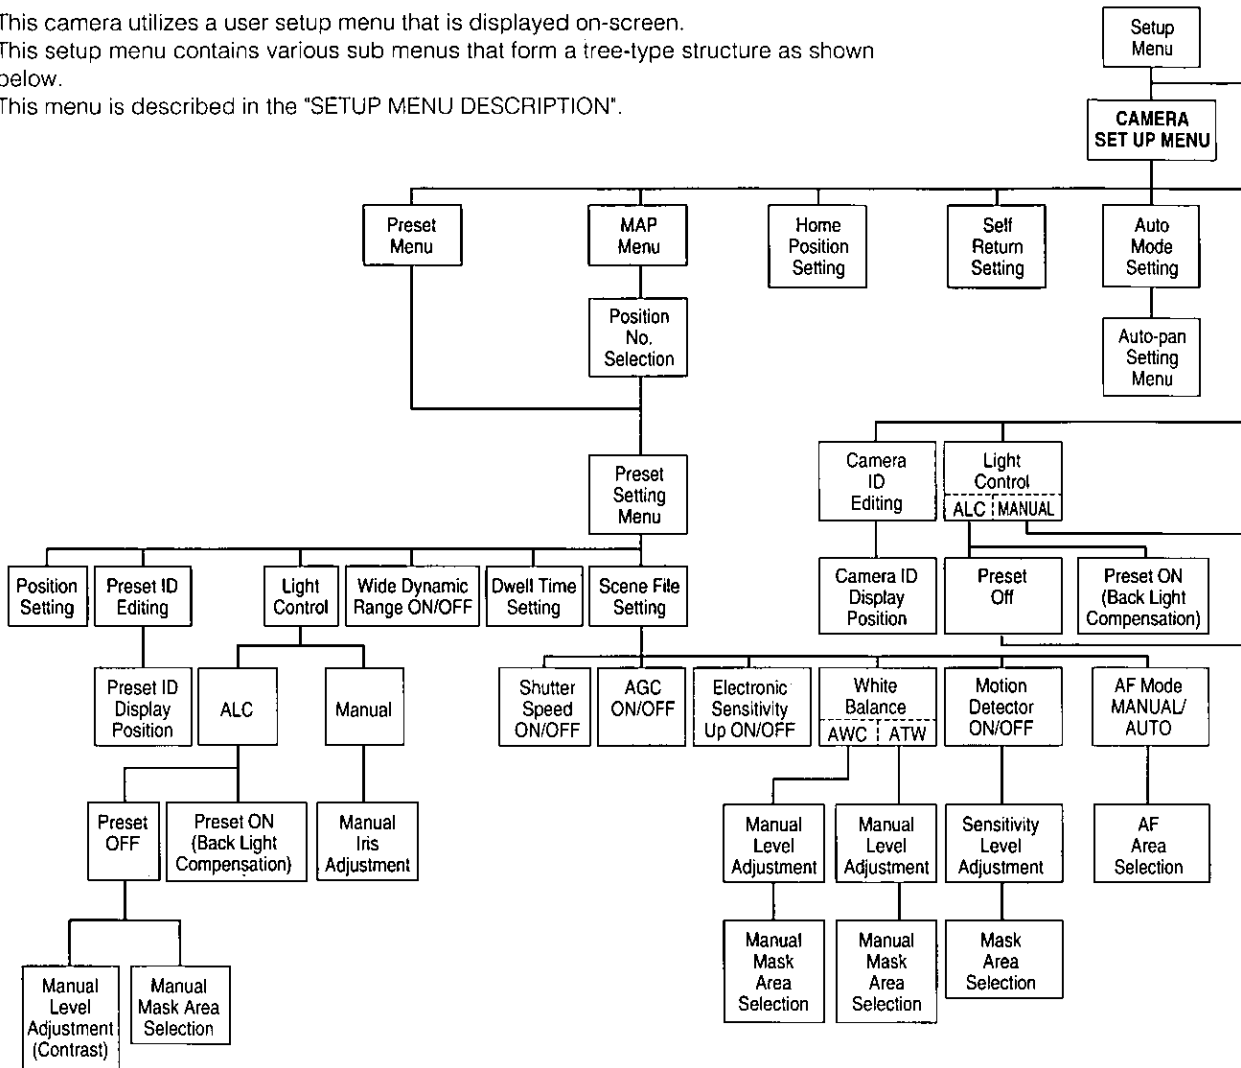 This camera utilizes a user setup menu that is displayed on-screen.
This setup menu contains various sub menus that form a tree-type structure as shown
below.
This menu is described in the "SETUP MENU DESCRIPTION".
Setup
Menu
CAMERA
SET UP MENU
Preset
Menu
MAP
Menu
Home
Position
Setting
Self
Return
Setting
Auto
Mode
Setting
Position
No.
Selection
Auto-pan
Setting
Menu
Preset
Setting
Menu
Camera
ID
Editing
Light
Control
ALC MANUAL
Position
Setting
Preset ID
Editing
Light
Control
Wide Dynamic
Range ON/OFF
Dwell Time
Setting
Scene File
Setting
Camera ID
Display
Position
Preset
Off
Preset ON
(Back Light
Compensation)
Preset ID
Display
Position
ALC
Manual
Shutter
Speed
ON/OFF
AGC
ON/OFF
Electronic
Sensitivity
Up ON/OFF
White
Balance
AWC ATW
Motion
Detector
ON/OFF
AF Mode
MANUAL/
AUTO
Preset
OFF
Preset ON
(Back Light
Compensation)
Manual
Iris
Adjustment
Manual
Level
Adjustment
Manual
Level
Adjustment
Sensitivity
Level
Adjustment
AF
Area
Selection
Manual
Level
Adjustment
(Contrast)
Manual
Mask Area
Selection
Manual
Mask
Area
Selection
Manual
Mask
Area
Selection
Mask
Area
Selection